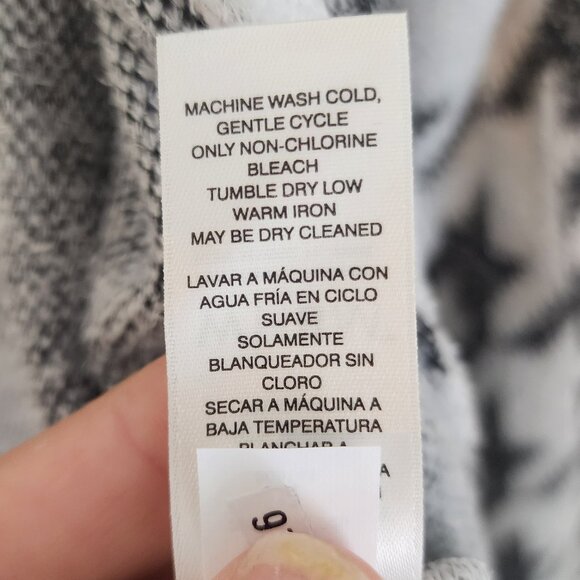 MACHINE WASH COLD,
GENTLE CYCLE
ONLY NON-CHLORINE
BLEACH
TUMBLE DRY LOW
WARM IRON
MAY BE DRY CLEANED
LAVAR A MÁQUINA CON
AGUA FRÍA EN CICLO
SUAVE
SOLAMENTE
BLANQUEADOR SIN
CLORO
SECAR A MÁQUINA A
BAJA TEMPERATURA
PLANCHAR A
A